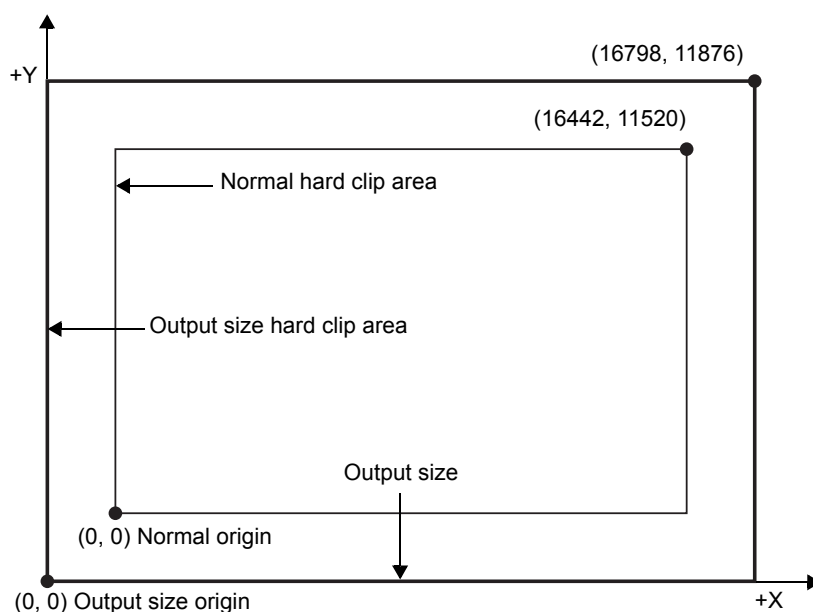 (16798, 11876)
+Y
(16442, 11520)
Normal hard clip area
Output size hard clip area
Output size
(0, 0) Normal origin
(0, 0) Output size origin
+X